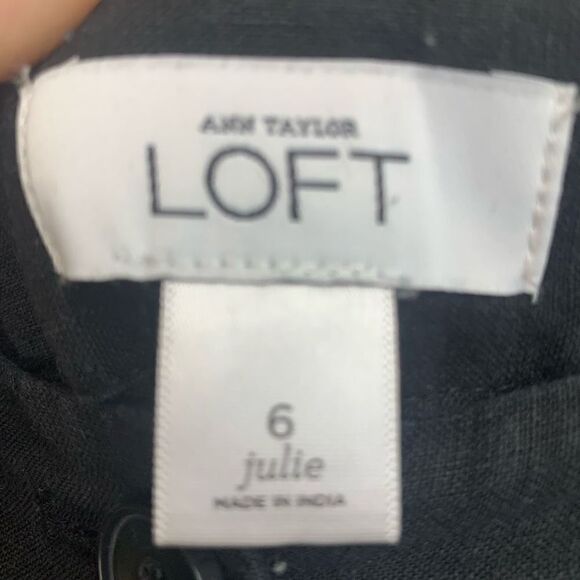 ANN TAYLOR
LOFT
6
julie
MADE IN INDIA